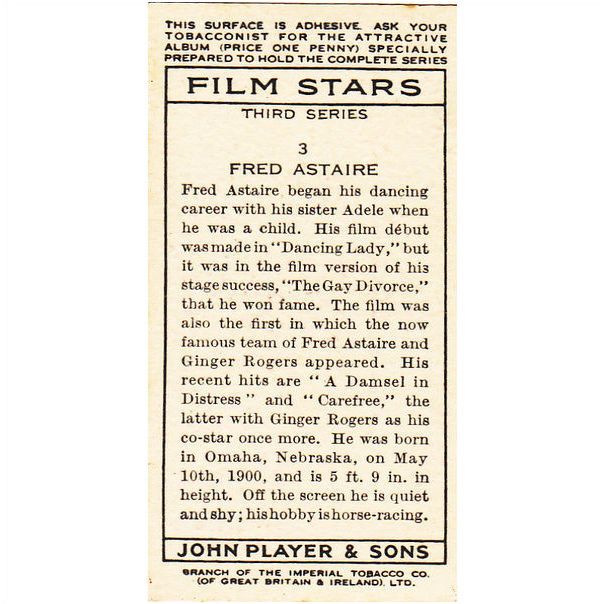 THIS SURFACE IS ADHESIVE. ASK YOUR
TOBACCONIST FOR THE ATTRACTIVE
ALBUM (PRICE ONE PENNY) SPECIALLY
PREPARED TO HOLD THE COMPLETE SERIES
FILM STARS
THIRD SERIES
3
FRED ASTAIRE
Fred Astaire began his dancing
career with his sister Adele when
he was a child. His film début
was made in "Dancing Lady," but
it was in the film version of his
stage success, "The Gay Divorce,"
that he won fame. The film was
also the first in which the now
famous team of Fred Astaire and
Ginger Rogers appeared. His
recent hits are "A Damsel in
Distress" and "Carefree," the
latter with Ginger Rogers as his
co-star once more. He was born
in Omaha, Nebraska, on May
10th, 1900, and is 5 ft. 9 in. in
height. Off the screen he is quiet
and shy; his hobby is horse-racing.
JOHN PLAYER & SONS
BRANCH OF THE IMPERIAL TOBACCO CO.
(OF GREAT BRITAIN & IRELAND), LTD.